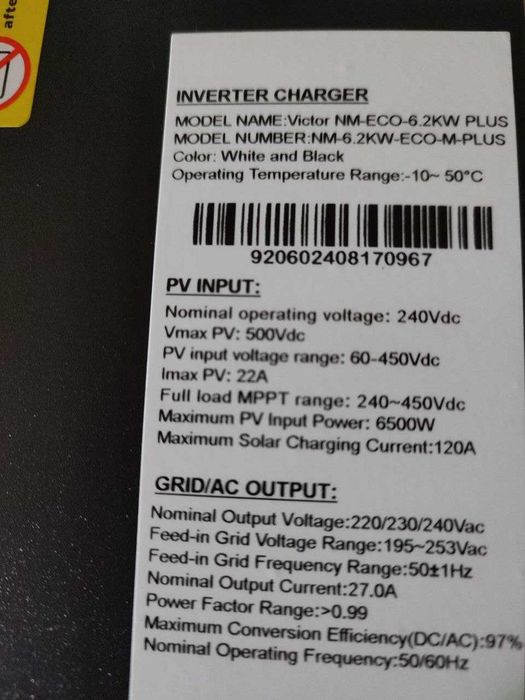 afte
INVERTER CHARGER
MODEL NAME:Victor NM-ECO-6.2KW PLUS
MODEL NUMBER:NM-6.2KW-ECO-M-PLUS
Color: White and Black
Operating Temperature Range:-10~ 50°C
920602408170967
PV INPUT:
Nominal operating voltage: 240Vdc
Vmax PV: 500Vdc
PV input voltage range: 60-450Vdc
Imax PV: 22A
Full load MPPT range: 240~450Vdc
Maximum PV Input Power: 6500W
Maximum Solar Charging Current:120A
GRID/AC OUTPUT:
Nominal Output Voltage:220/230/240Vac
Feed-in Grid Voltage Range:195~253Vac
Feed-in Grid Frequency Range:50±1Hz
Nominal Output Current:27.0A
Power Factor Range:>0.99
Maximum Conversion Efficiency(DC/AC):97%
Nominal Operating Frequency:50/60Hz